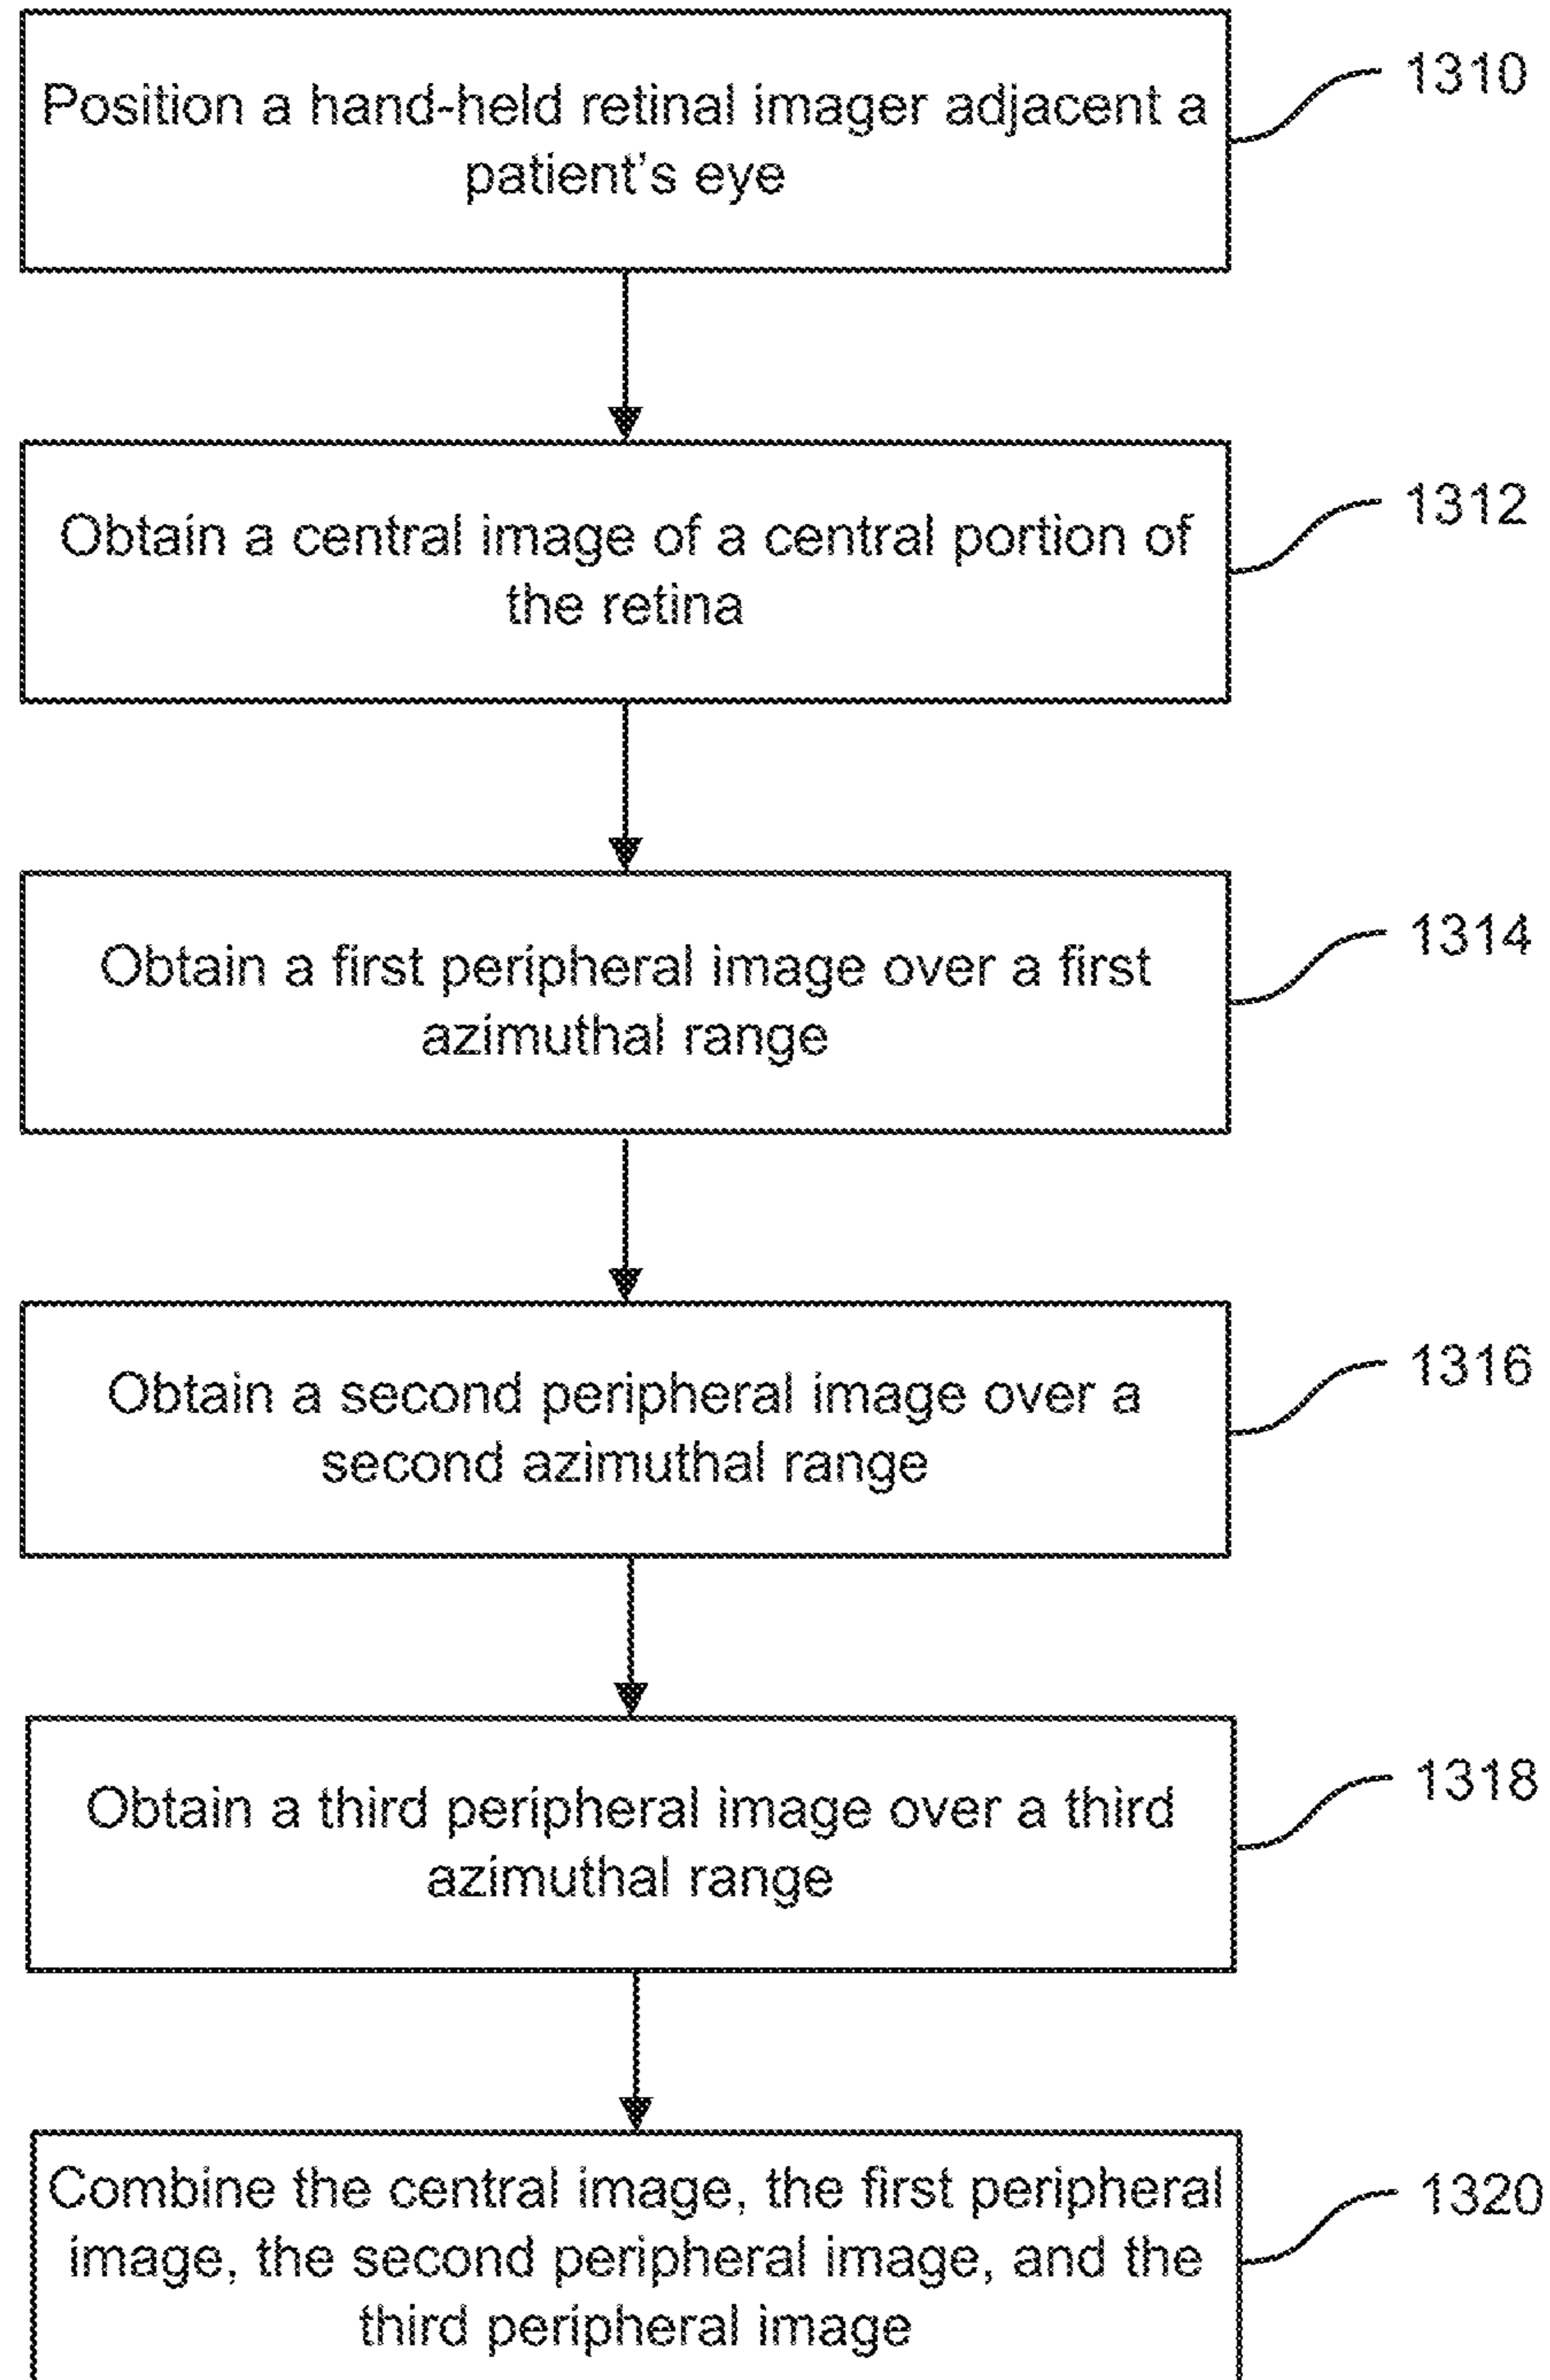 Position a hand-held retinal imager adjacent a
patient's eye
1310
Obtain a central image of a central portion of
the retina
1312
Obtain a first peripheral image over a first
azimuthal range
1314
Obtain a second peripheral image over a
second azimuthal range
1316
Obtain a third peripheral image over a third
azimuthal range
1318
Combine the central image, the first peripheral
image, the second peripheral image, and the
third peripheral image
1320